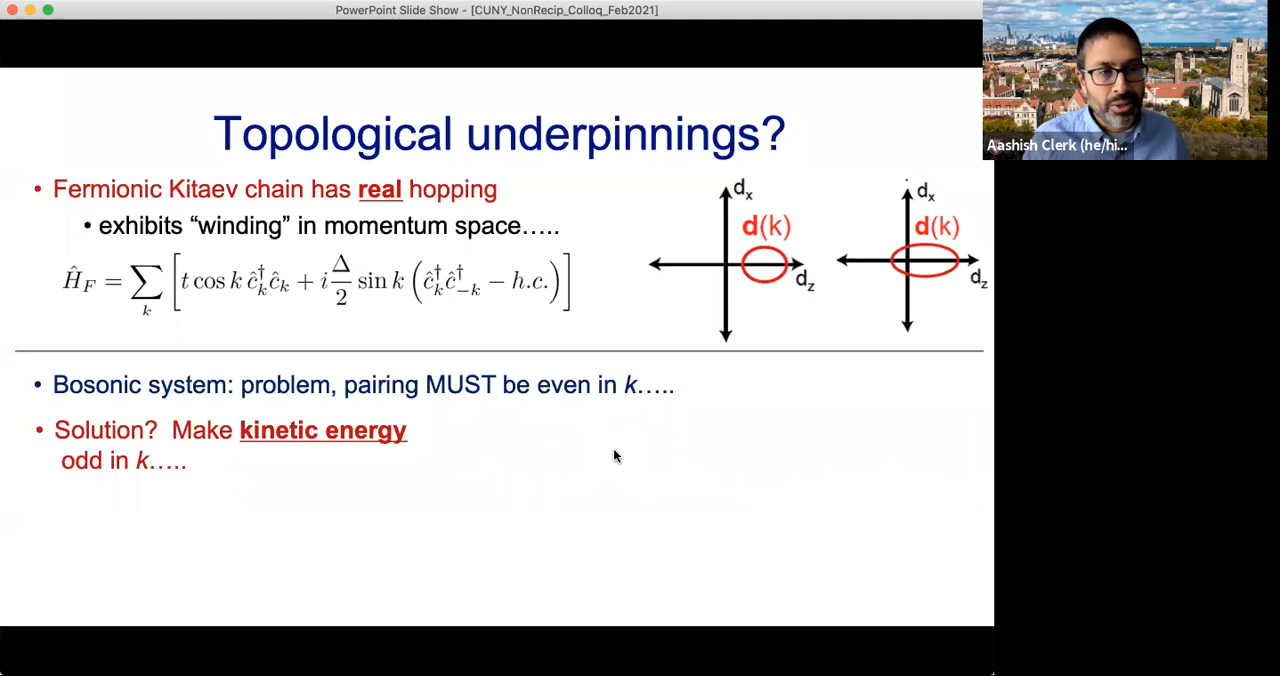 PowerPoint Slide Show - [CUNY_NonRecip_Colloq_Feb2021]
Aashish Clerk (he/hi...
Topological underpinnings?
• Fermionic Kitaev chain has real hopping
• exhibits “winding” in momentum space…..
Ĥ_F = ∑_k [ t cos k ĉ†_k ĉ_k + i Δ/2 sin k ( ĉ†_k ĉ†_{-k} − h.c. ) ]
d_x
d(k)
d_z
d_x
d(k)
d_z
• Bosonic system: problem, pairing MUST be even in k…..
• Solution? Make kinetic energy
odd in k…..